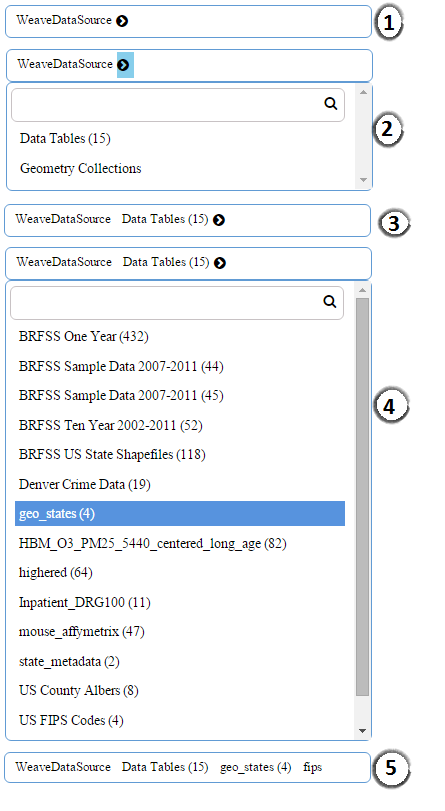 WeaveDataSource
1
WeaveDataSource
Data Tables (15)
Geometry Collections
2
WeaveDataSource Data Tables (15)
3
WeaveDataSource Data Tables (15)
BRFSS One Year (432)
BRFSS Sample Data 2007-2011 (44)
BRFSS Sample Data 2007-2011 (45)
BRFSS Ten Year 2002-2011 (52)
BRFSS US State Shapefiles (118)
Denver Crime Data (19)
geo_states (4)
HBM_O3_PM25_5440_centered_long_age (82)
highered (64)
Inpatient_DRG100 (11)
mouse_affymetrix (47)
state_metadata (2)
US County Albers (8)
US FIPS Codes (4)
4
WeaveDataSource Data Tables (15) geo_states (4) fips
5